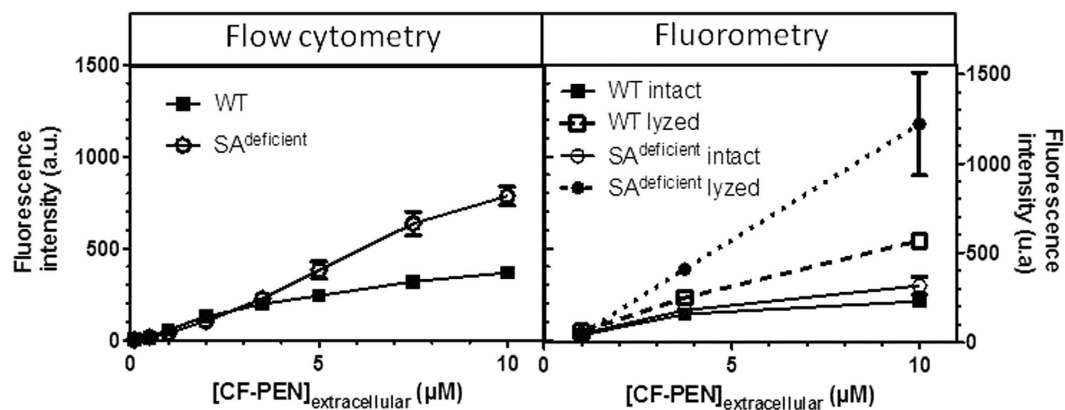 Flow cytometry
Fluorometry
1500
1000
500
0
Fluorescence
intensity (a.u.)
WT
SAdeficient
0
5
10
[CF-PEN]extracellular (µM)
WT intact
WT lyzed
SAdeficient intact
SAdeficient lyzed
1500
1000
500
0
Fluorescence
intensity (u.a)
0
5
10
[CF-PEN]extracellular (µM)